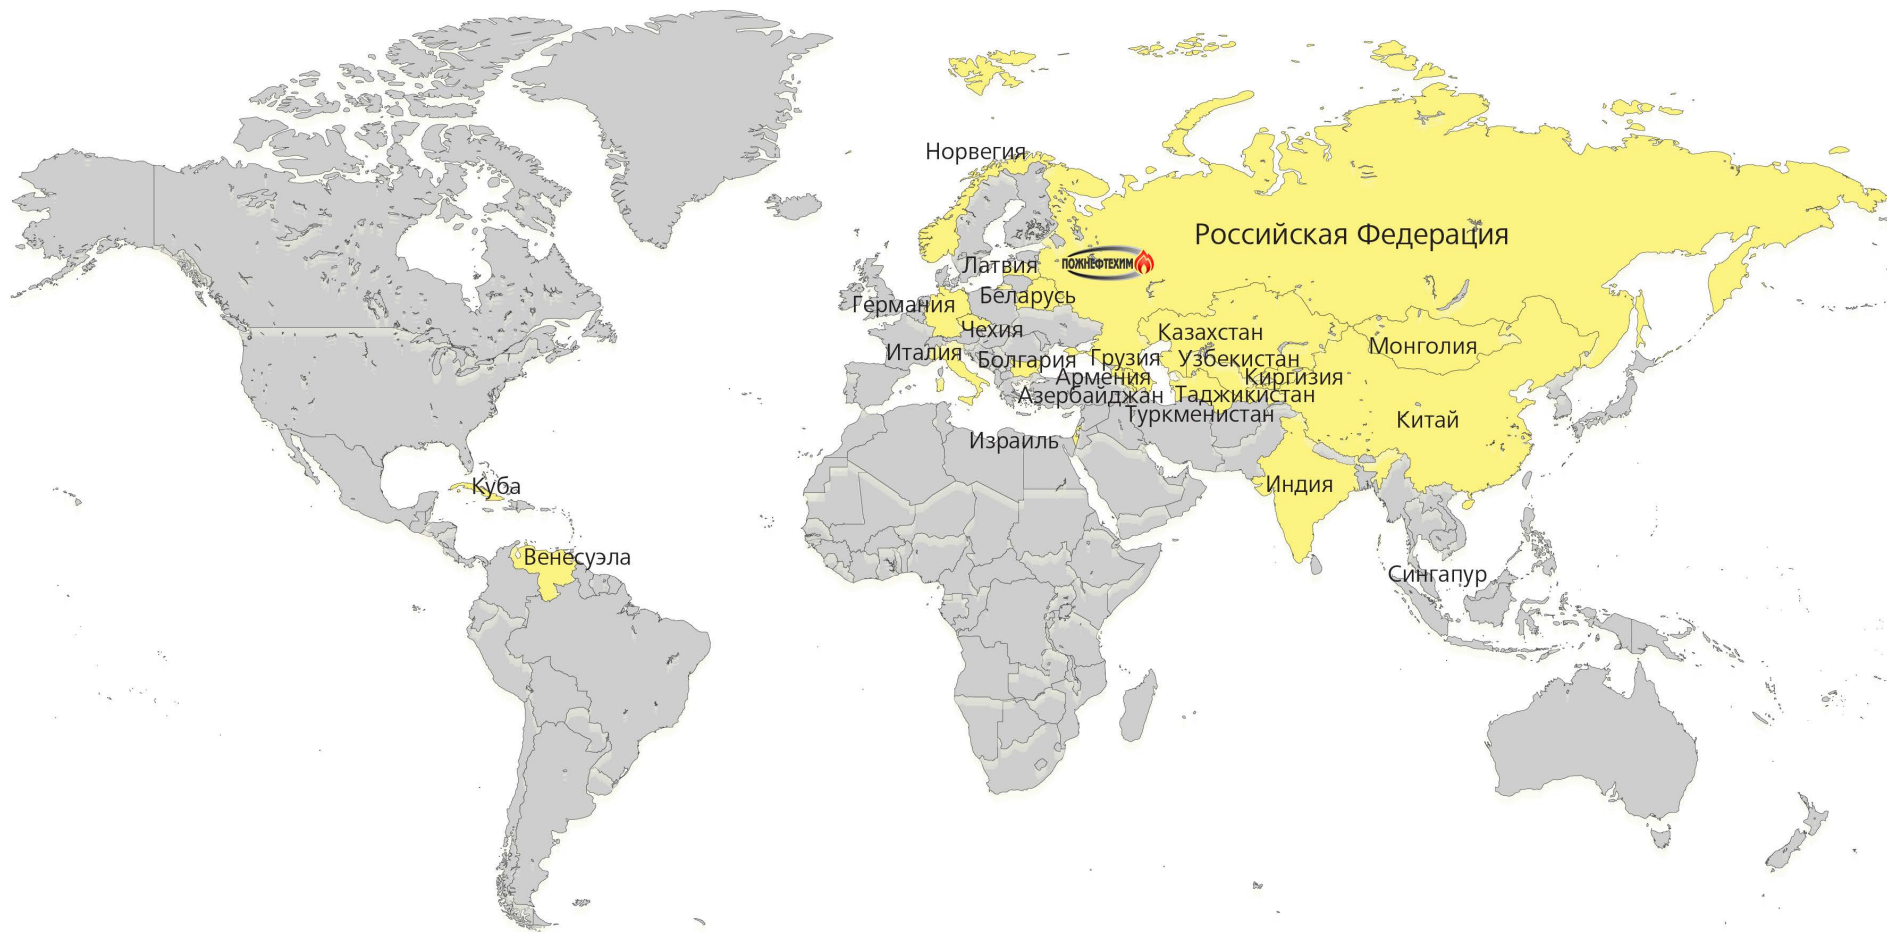 Норвегия
Российская Федерация
ПОЖНЕФТЕХИМ
Латвия
Беларусь
Германия
Чехия
Казахстан
Монголия
Италия
Болгария
Грузия
Узбекистан
Армения
Киргизия
Азербайджан
Таджикистан
Туркменистан
Китай
Израиль
Индия
Куба
Венесуэла
Сингапур